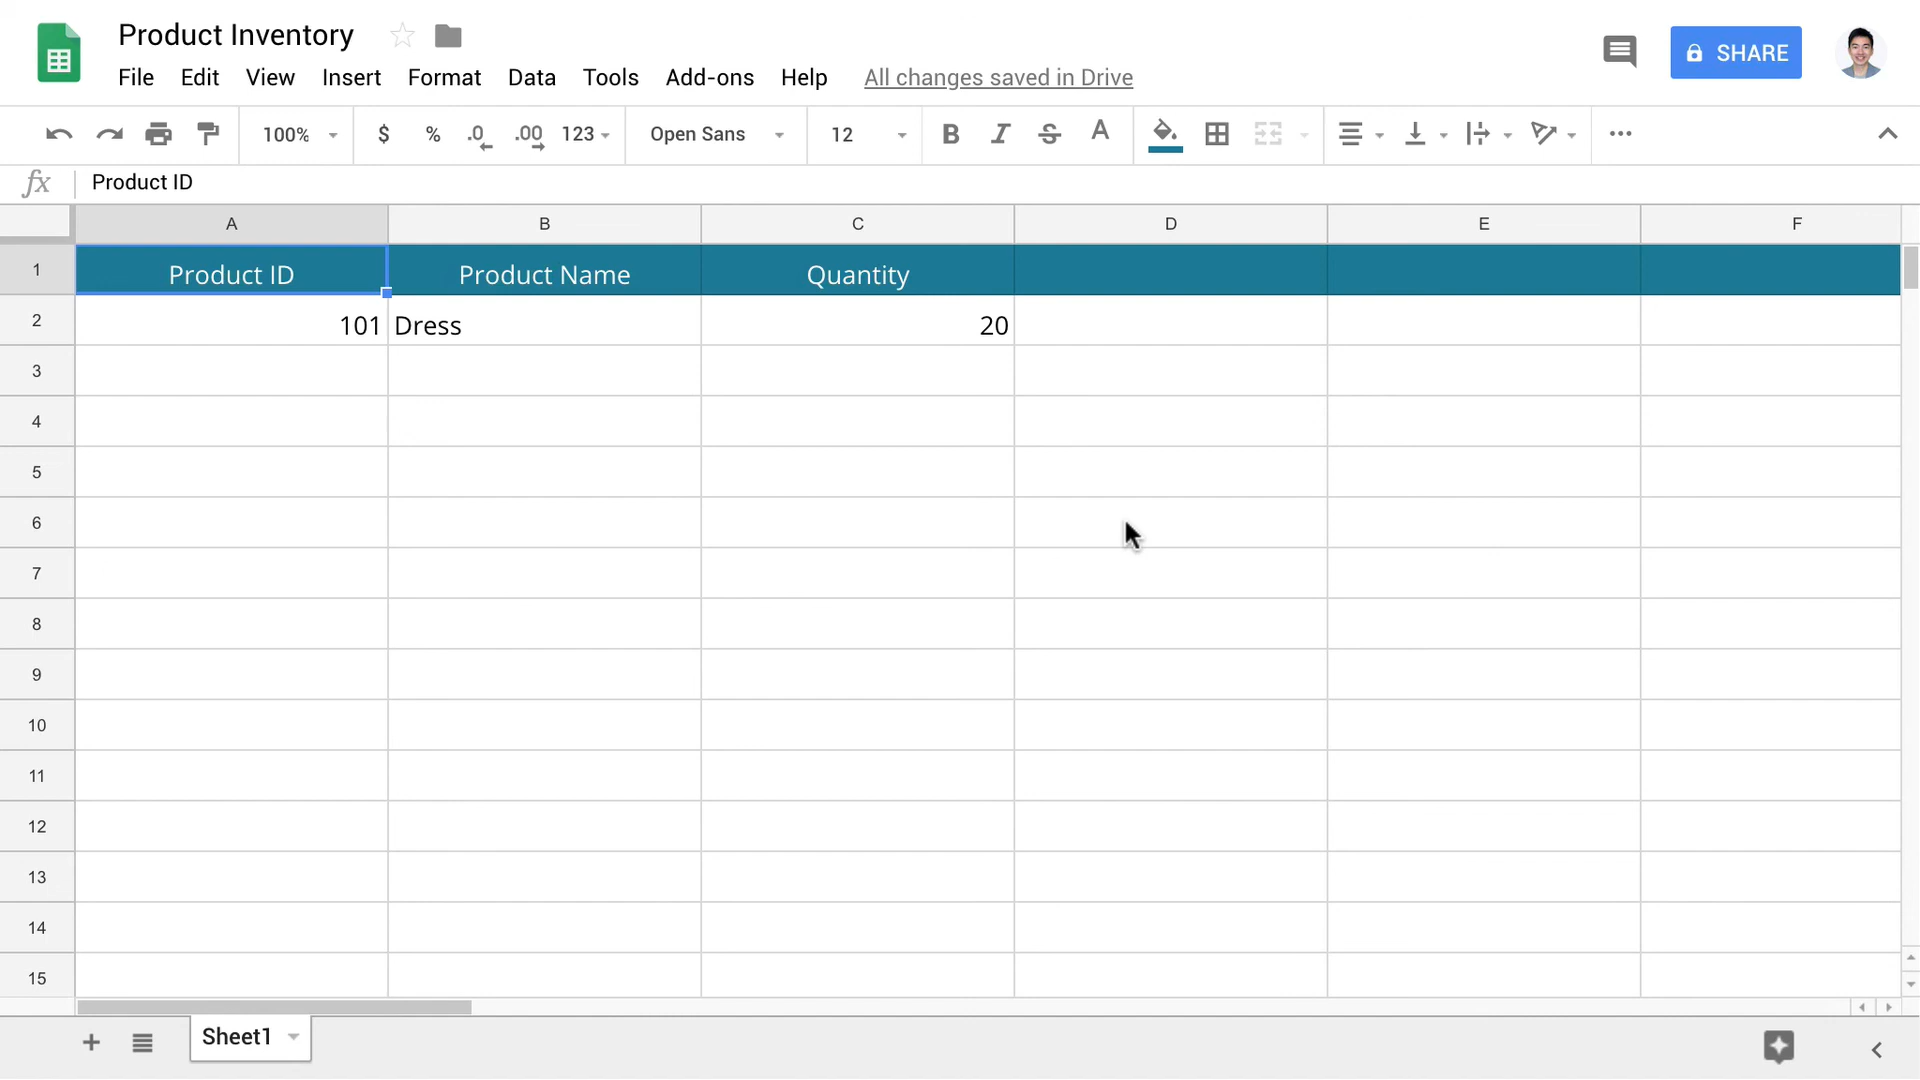 Product Inventory
File Edit View Insert Format Data Tools Add-ons Help All changes saved in Drive
SHARE
100% $ % .0 .00 123 Open Sans 12 B I S A
fx Product ID
A B C D E F
1 Product ID Product Name Quantity
2 101 Dress 20
3
4
5
6
7
8
9
10
11
12
13
14
15
Sheet1